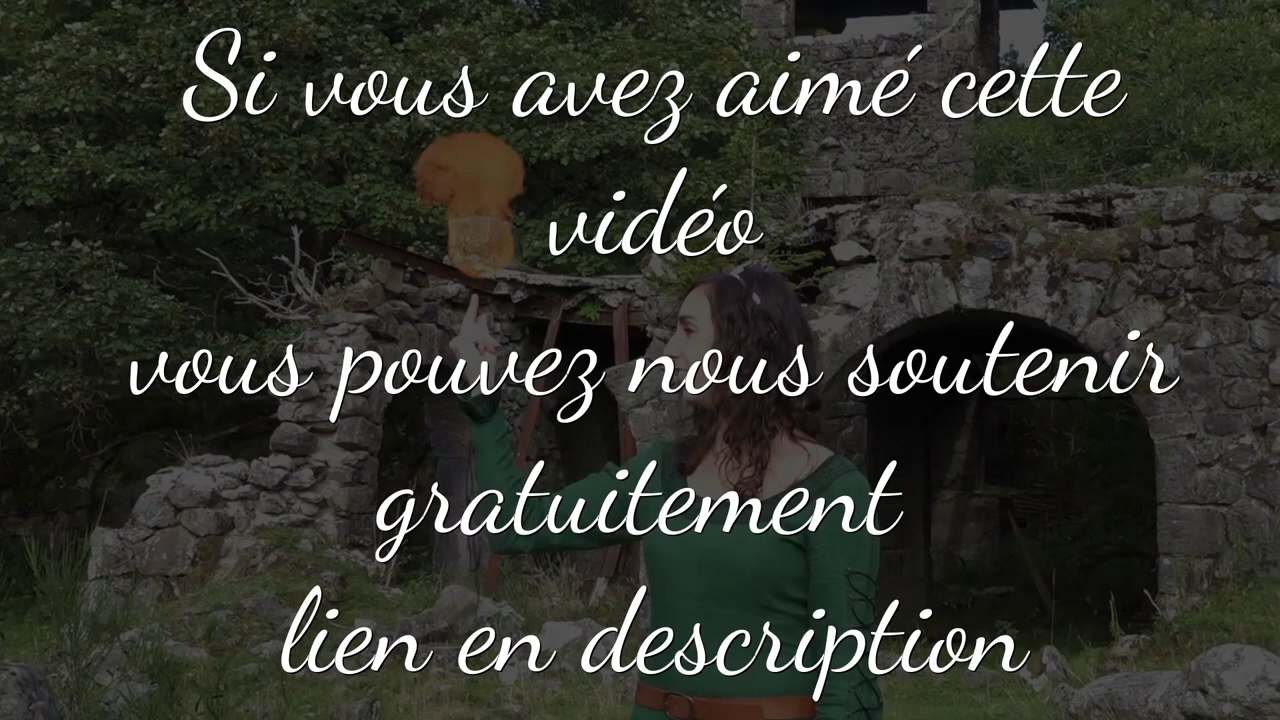 Si vous avez aimé cette
vidéo
vous pouvez nous soutenir
gratuitement
lien en description